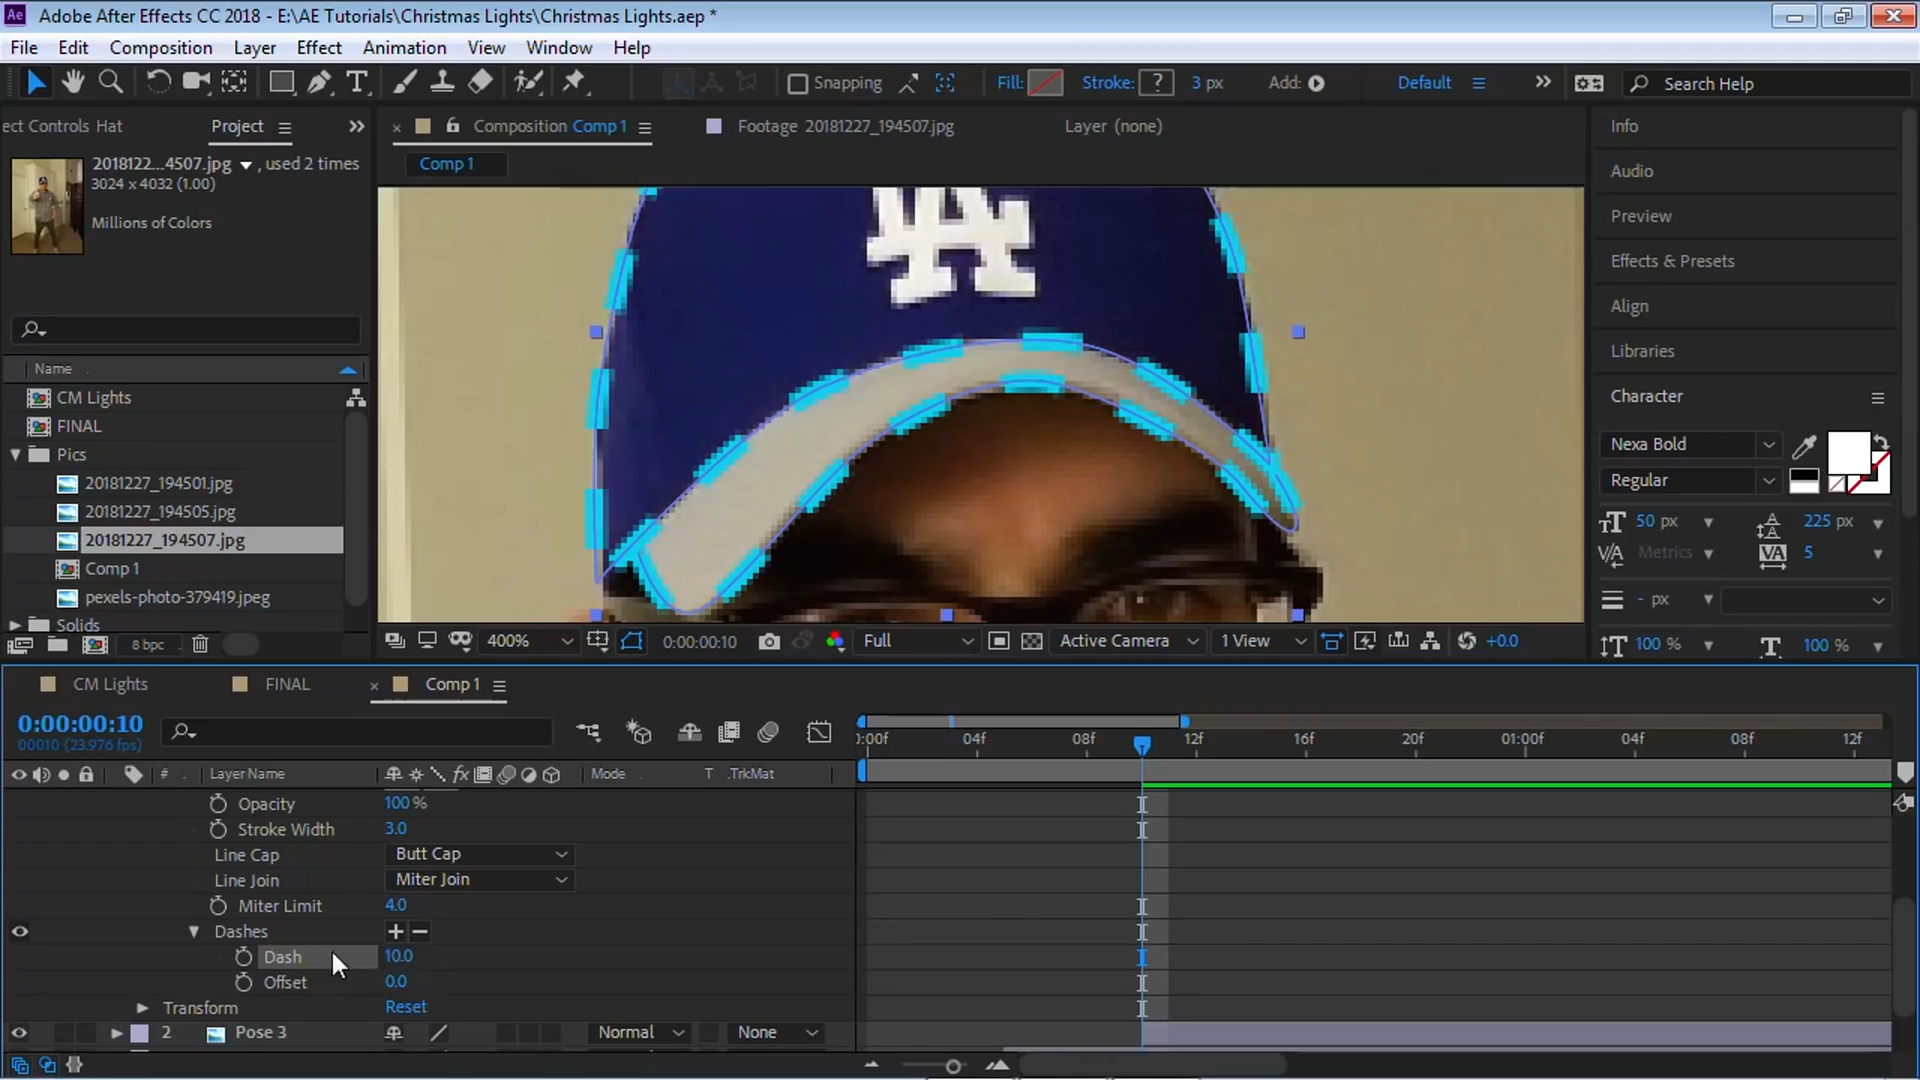 Adobe After Effects CC 2018 - E:\AE Tutorials\Christmas Lights\Christmas Lights.aep *
File Edit Composition Layer Effect Animation View Window Help
Snapping Fill: Stroke: ? 3 px Add: Default Search Help
ect Controls Hat Project Composition Comp 1 Footage 20181227_194507.jpg Layer (none)
Comp 1
2018122...4507.jpg , used 2 times
3024 x 4032 (1.00)
Millions of Colors
LA
Name
CM Lights
FINAL
Pics
20181227_194501.jpg
20181227_194505.jpg
20181227_194507.jpg
Comp 1
pexels-photo-379419.jpeg
Solids
8 bpc
400% 0:00:00:10 Full Active Camera 1 View +0.0
Info
Audio
Preview
Effects & Presets
Align
Libraries
Character
Nexa Bold
Regular
50 px 225 px
Metrics 5
- px
100 % 100 %
CM Lights FINAL Comp 1
0:00:00:10
00010 (23.976 fps)
# Layer Name Mode T .TrkMat
:00f 04f 08f 12f 16f 20f 01:00f 04f 08f 12f
Opacity 100 %
Stroke Width 3.0
Line Cap Butt Cap
Line Join Miter Join
Miter Limit 4.0
Dashes + −
Dash 10.0
Offset 0.0
Transform Reset
2 Pose 3 Normal None